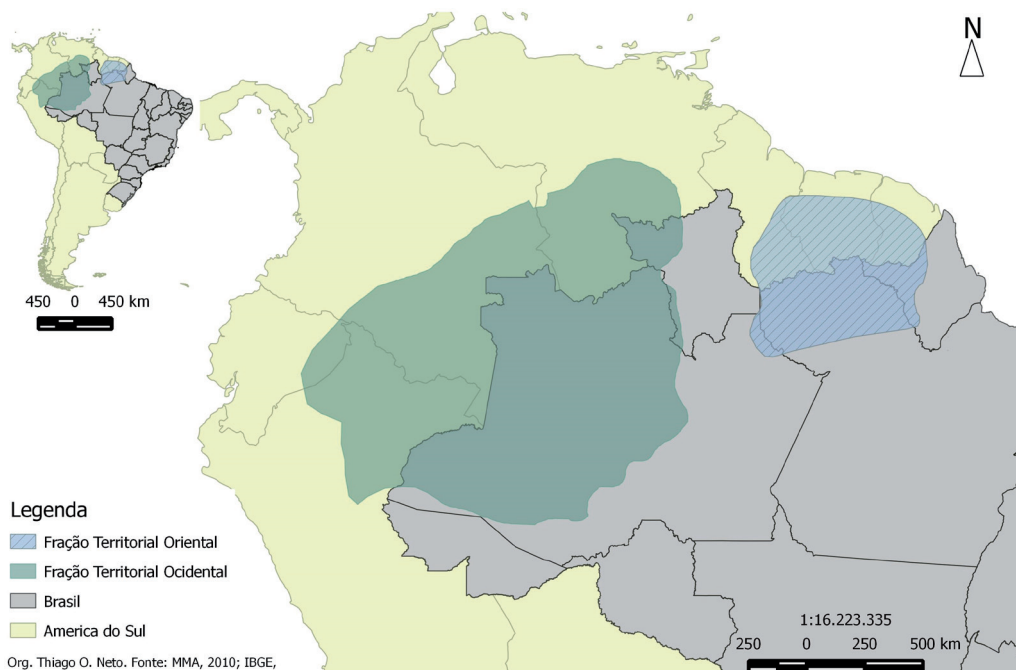 N
450 0 450 km
Legenda
Fração Territorial Oriental
Fração Territorial Ocidental
Brasil
America do Sul
Org. Thiago O. Neto. Fonte: MMA, 2010; IBGE,
1:16.223.335
250 0 250 500 km